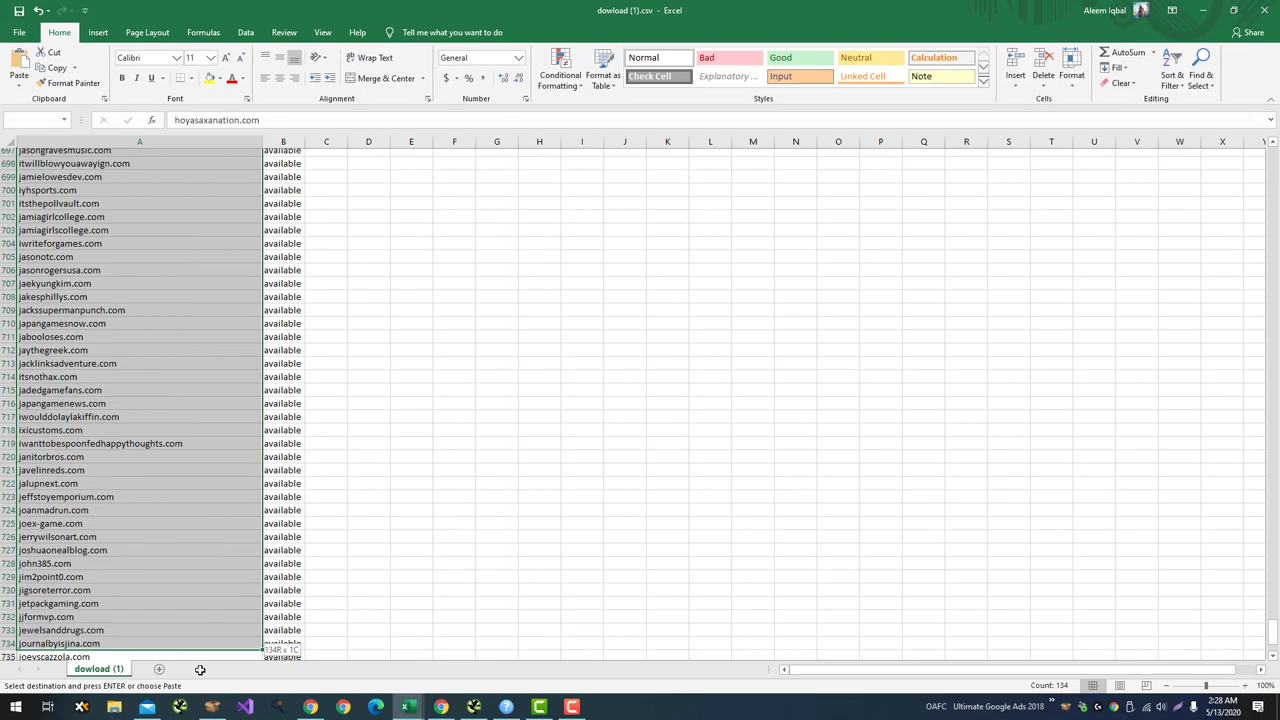 dowload (1).csv - Excel
Aleem Iqbal
File Home Insert Page Layout Formulas Data Review View Help Tell me what you want to do Share
Cut
Copy
Format Painter
Paste
Calibri 11
B I U
Wrap Text
Merge & Center
General
$ % ,
Conditional Formatting
Format as Table
Normal Bad Good Neutral Calculation
Check Cell Explanatory ... Input Linked Cell Note
Insert Delete Format
AutoSum
Fill
Clear
Sort & Filter
Find & Select
Clipboard Font Alignment Number Styles Cells Editing
fx hoyasaxanation.com
A B C D E F G H I J K L M N O P Q R S T U V W X
697 jasongravesmusic.com available
698 itwillblowyouawayign.com available
699 jamielowesdev.com available
700 iyhsports.com available
701 itsthepollvault.com available
702 jamiagirlcollege.com available
703 jamiagirlscollege.com available
704 iwriteforgames.com available
705 jasonotc.com available
706 jasonrogersusa.com available
707 jaekyungkim.com available
708 jakesphillys.com available
709 jackssupermanpunch.com available
710 japangamesnow.com available
711 jabooloses.com available
712 jaythegreek.com available
713 jacklinksadventure.com available
714 itsnothax.com available
715 jadedgamefans.com available
716 japangamenews.com available
717 iwoulddolaylakiffin.com available
718 ixicustoms.com available
719 iwanttobespoonfedhappythoughts.com available
720 janitorbros.com available
721 javelinreds.com available
722 jalupnext.com available
723 jeffstoyemporium.com available
724 joanmadrun.com available
725 joex-game.com available
726 jerrywilsonart.com available
727 joshuaonealblog.com available
728 john385.com available
729 jim2point0.com available
730 jigsoreterror.com available
731 jetpackgaming.com available
732 jjformvp.com available
733 jewelsanddrugs.com available
734 journalbyisjina.com available
735 joeyscazzola.com available
134R x 1C
dowload (1)
Select destination and press ENTER or choose Paste
Count: 134
100%
OAFC Ultimate Google Ads 2018
2:28 AM
5/13/2020